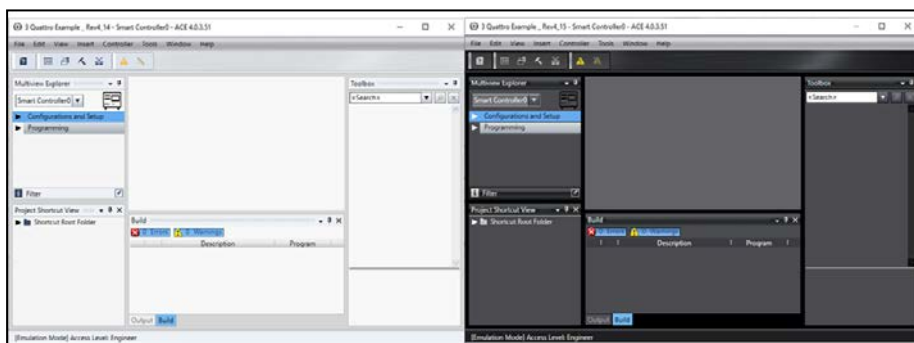 3 Quattro Example _ Rev4_14 - Smart Controller0 - ACE 4.0.3.51
File Edit View Insert Controller Tools Window Help
Multiview Explorer
Smart Controller0
Configurations and Setup
Programming
Filter
Project Shortcut View
Shortcut Root Folder
Toolbox
<Search>
Build
0 Errors 0 Warnings
Description Program
Output Build
[Emulation Mode] Access Level: Engineer
3 Quattro Example _ Rev4_15 - Smart Controller0 - ACE 4.0.3.51
File Edit View Insert Controller Tools Window Help
Multiview Explorer
Smart Controller0
Configurations and Setup
Programming
Filter
Project Shortcut View
Shortcut Root Folder
Toolbox
<Search>
Build
0 Errors 0 Warnings
Description Program
Output Build
[Emulation Mode] Access Level: Engineer